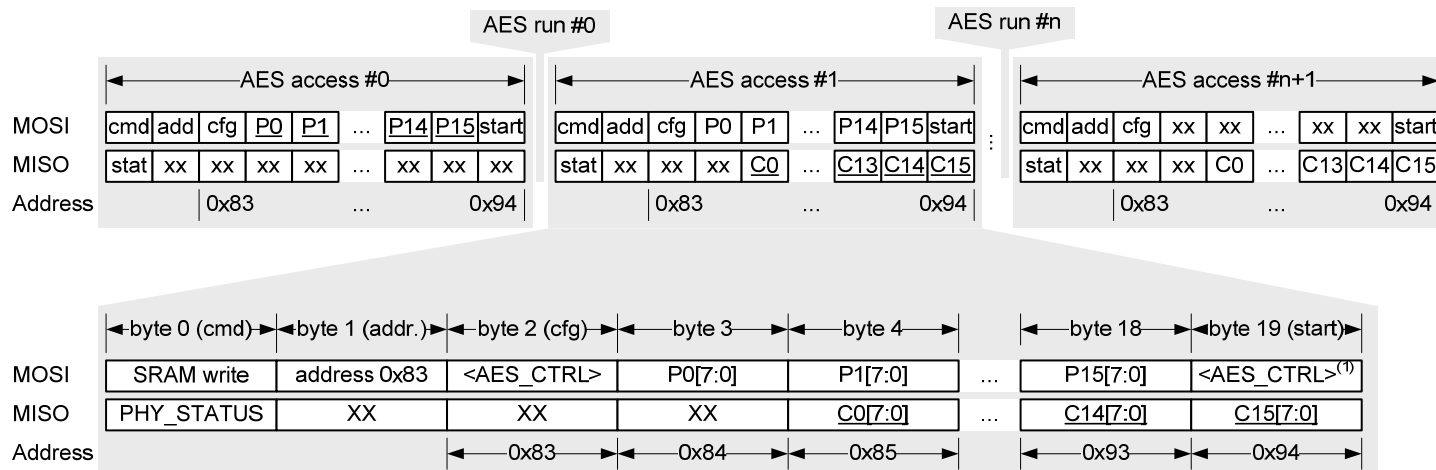 AES run #0 AES run #n
AES access #0 AES access #1 AES access #n+1
MOSI cmd add cfg P0 P1 ... P14 P15 start cmd add cfg P0 P1 ... P14 P15 start ... cmd add cfg xx xx ... xx xx start
MISO stat xx xx xx xx ... xx xx xx stat xx xx xx C0 ... C13 C14 C15 stat xx xx xx C0 ... C13 C14 C15
Address 0x83 ... 0x94 0x83 ... 0x94 0x83 ... 0x94
byte 0 (cmd) byte 1 (addr.) byte 2 (cfg) byte 3 byte 4 byte 18 byte 19 (start)
MOSI SRAM write address 0x83 <AES_CTRL> P0[7:0] P1[7:0] ... P15[7:0] <AES_CTRL>(1)
MISO PHY_STATUS XX XX XX C0[7:0] ... C14[7:0] C15[7:0]
Address 0x83 0x84 0x85 0x93 0x94